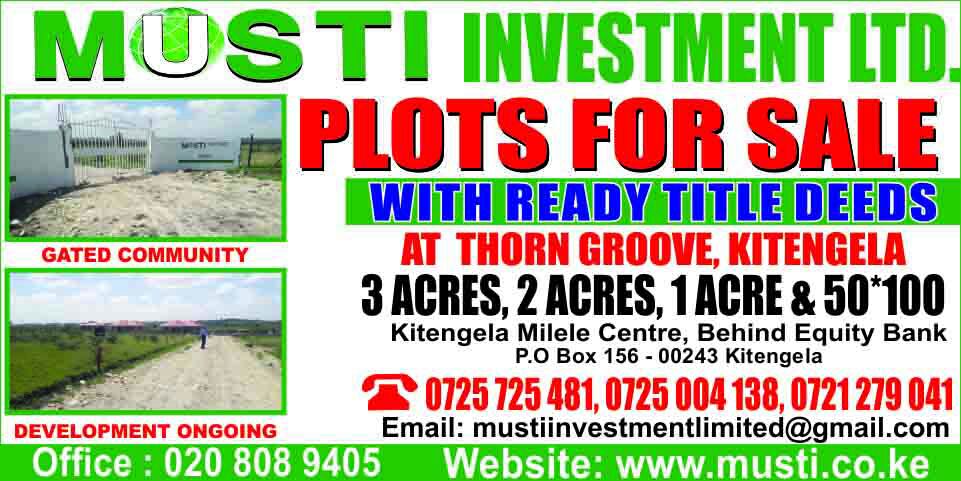 MUSTI INVESTMENT LTD.
PLOTS FOR SALE
WITH READY TITLE DEEDS
AT THORN GROOVE, KITENGELA
3 ACRES, 2 ACRES, 1 ACRE & 50*100
Kitengela Milele Centre, Behind Equity Bank
P.O Box 156 - 00243 Kitengela
0725 725 481, 0725 004 138, 0721 279 041
Email: mustiinvestmentlimited@gmail.com
MUSTI
GATED COMMUNITY
DEVELOPMENT ONGOING
Office : 020 808 9405
Website: www.musti.co.ke